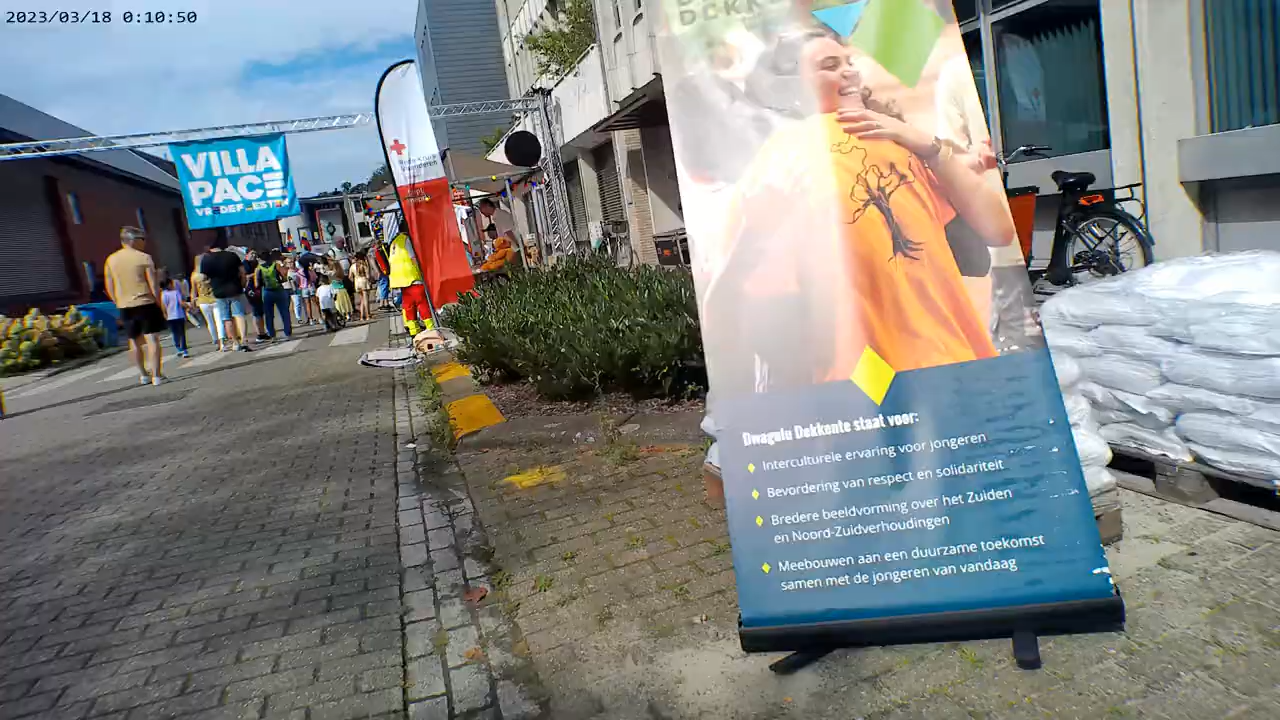 2023/03/18 0:10:50
VILLA
PACE
Dwagulu Dekkente staat voor:
Interculturele ervaring voor jongeren
Bevordering van respect en solidariteit
Bredere beeldvorming over het Zuiden
en Noord-Zuidverhoudingen
Meebouwen aan een duurzame toekomst
samen met de jongeren van vandaag